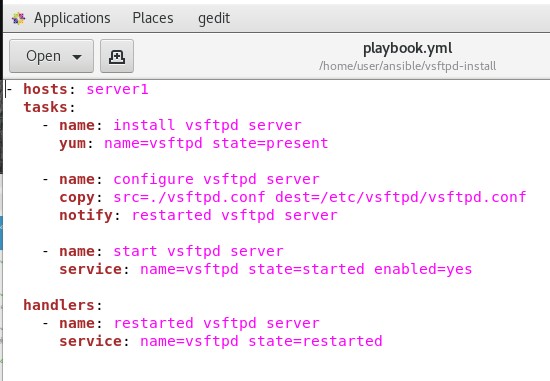 Applications Places gedit
Open
playbook.yml
/home/user/ansible/vsftpd-install
- hosts: server1
  tasks:
    - name: install vsftpd server
      yum: name=vsftpd state=present

    - name: configure vsftpd server
      copy: src=./vsftpd.conf dest=/etc/vsftpd/vsftpd.conf
      notify: restarted vsftpd server

    - name: start vsftpd server
      service: name=vsftpd state=started enabled=yes

  handlers:
    - name: restarted vsftpd server
      service: name=vsftpd state=restarted